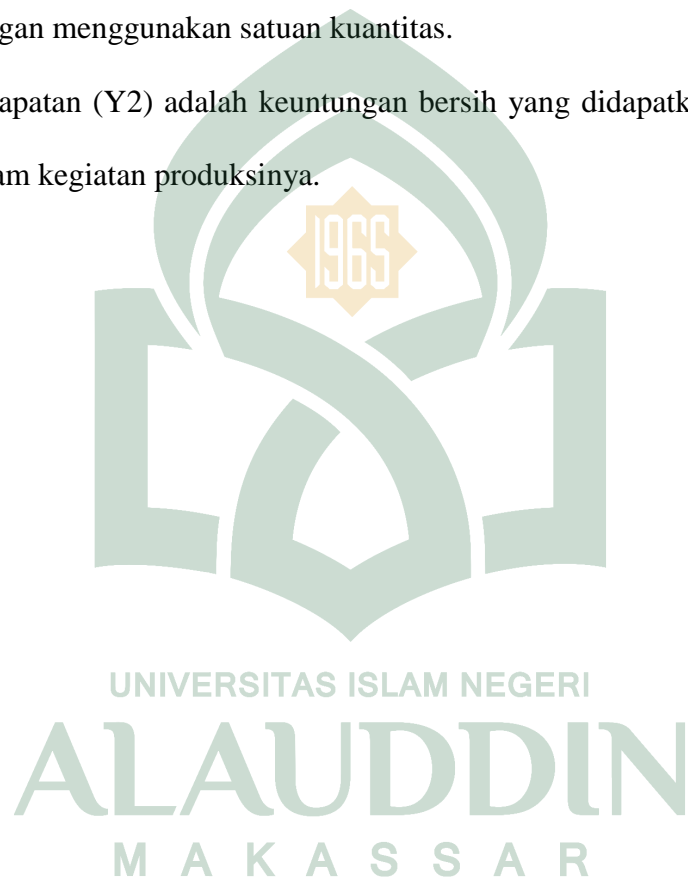 gan menggunakan satuan kuantitas.
apatan (Y2) adalah keuntungan bersih yang didapatk
am kegiatan produksinya.
1965
UNIVERSITAS ISLAM NEGERI
ALAUDDIN
MAKASSAR